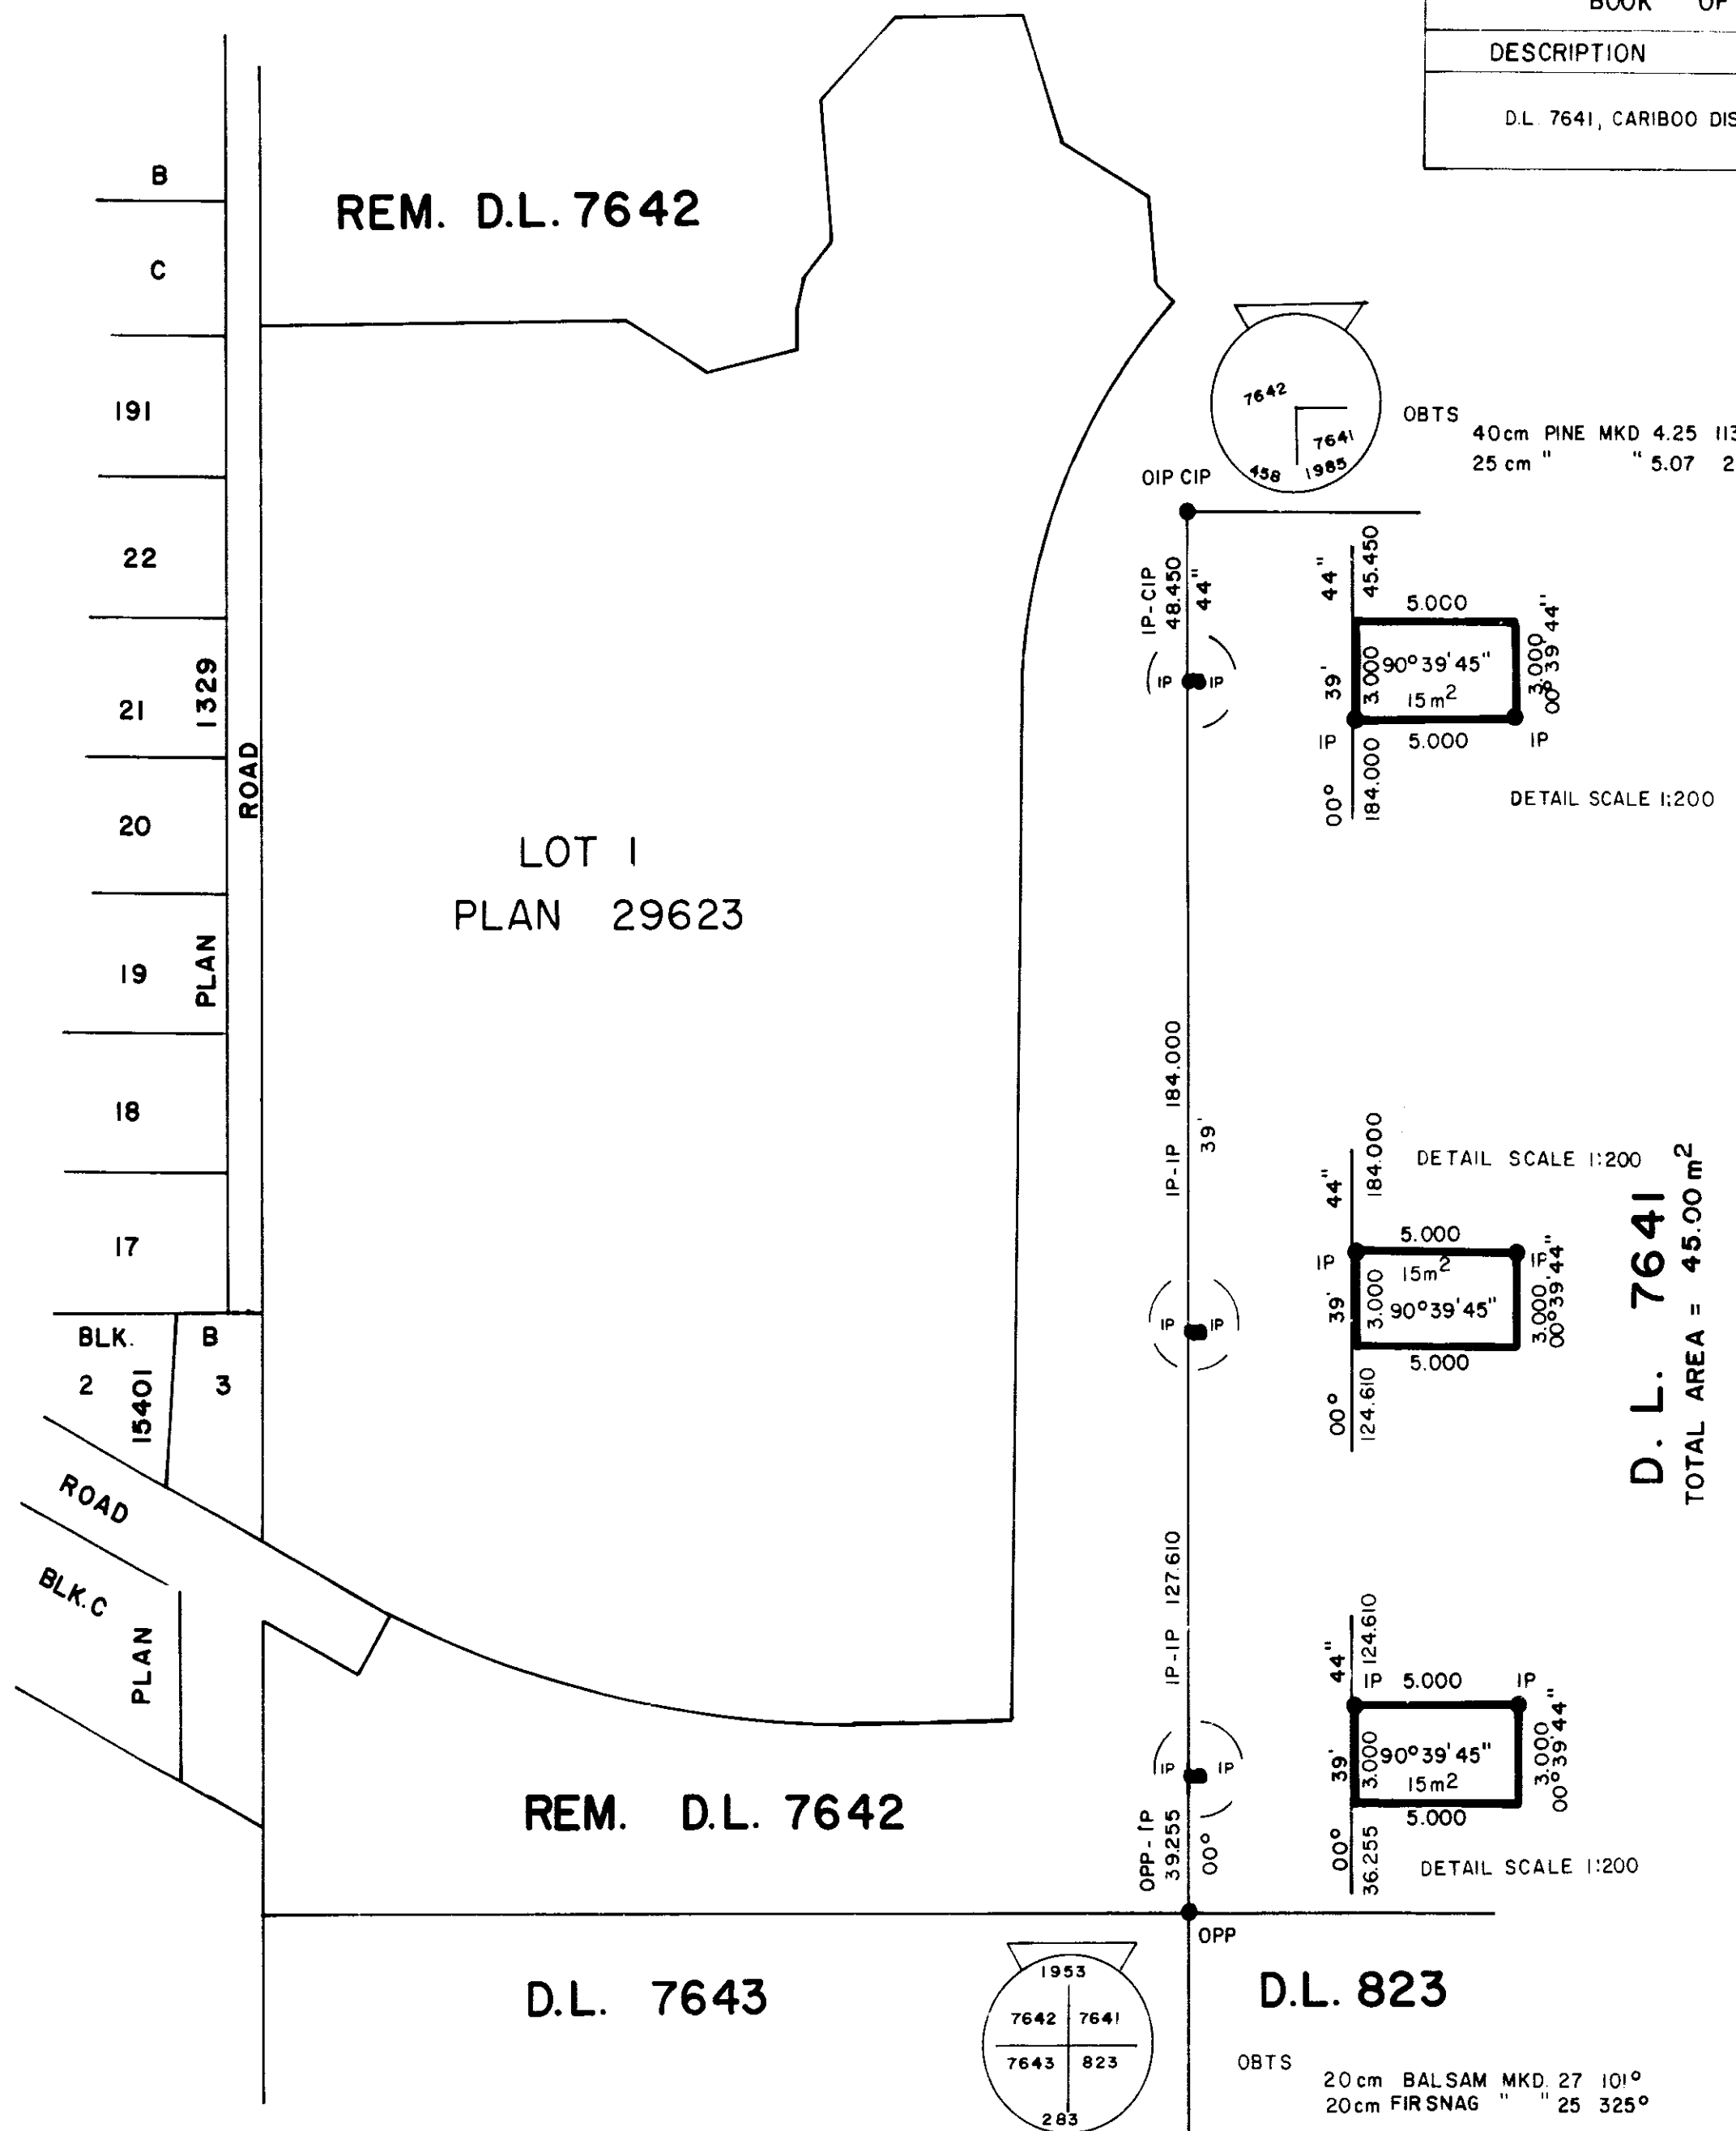 BOOK OF
DESCRIPTION
D.L. 7641, CARIBOO DIS
B
C
191
22
21
20
19
18
17
PLAN 1329
ROAD
REM. D.L. 7642
LOT 1
PLAN 29623
7642
7641
458 1985
OBTS
40cm PINE MKD 4.25 113
25 cm " " 5.07 2
OIP CIP
IP-CIP
48.450
44"
IP IP
44"
45.450
5.000
39'
3.000
90°39'45"
15m2
3.000
00°39'44"
IP
5.000
IP
00°
184.000
DETAIL SCALE 1:200
IP-IP 184.000
39'
IP IP
DETAIL SCALE 1:200
44"
184.000
5.000
IP
15m2
IP
39'
3.000
90°39'45"
3.000
00°39'44"
5.000
00°
124.610
D. L. 7641
TOTAL AREA = 45.00m2
BLK.
B
2
15401
3
ROAD
BLK. C
PLAN
IP-IP 127.610
IP IP
OPP-IP
39.255
00°
44"
124.610
IP 5.000 IP
39'
3.000
90°39'45"
15m2
3.000
00°39'44"
5.000
00°
36.255
DETAIL SCALE 1:200
REM. D.L. 7642
OPP
D.L. 7643
1953
7642 7641
7643 823
283
D.L. 823
OBTS
20cm BALSAM MKD. 27 101°
20cm FIR SNAG " " 25 325°